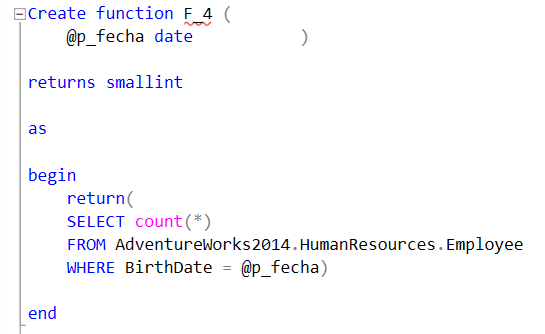 Create function F_4 (
@p_fecha date )
returns smallint
as
begin
return(
SELECT count(*)
FROM AdventureWorks2014.HumanResources.Employee
WHERE BirthDate = @p_fecha)
end